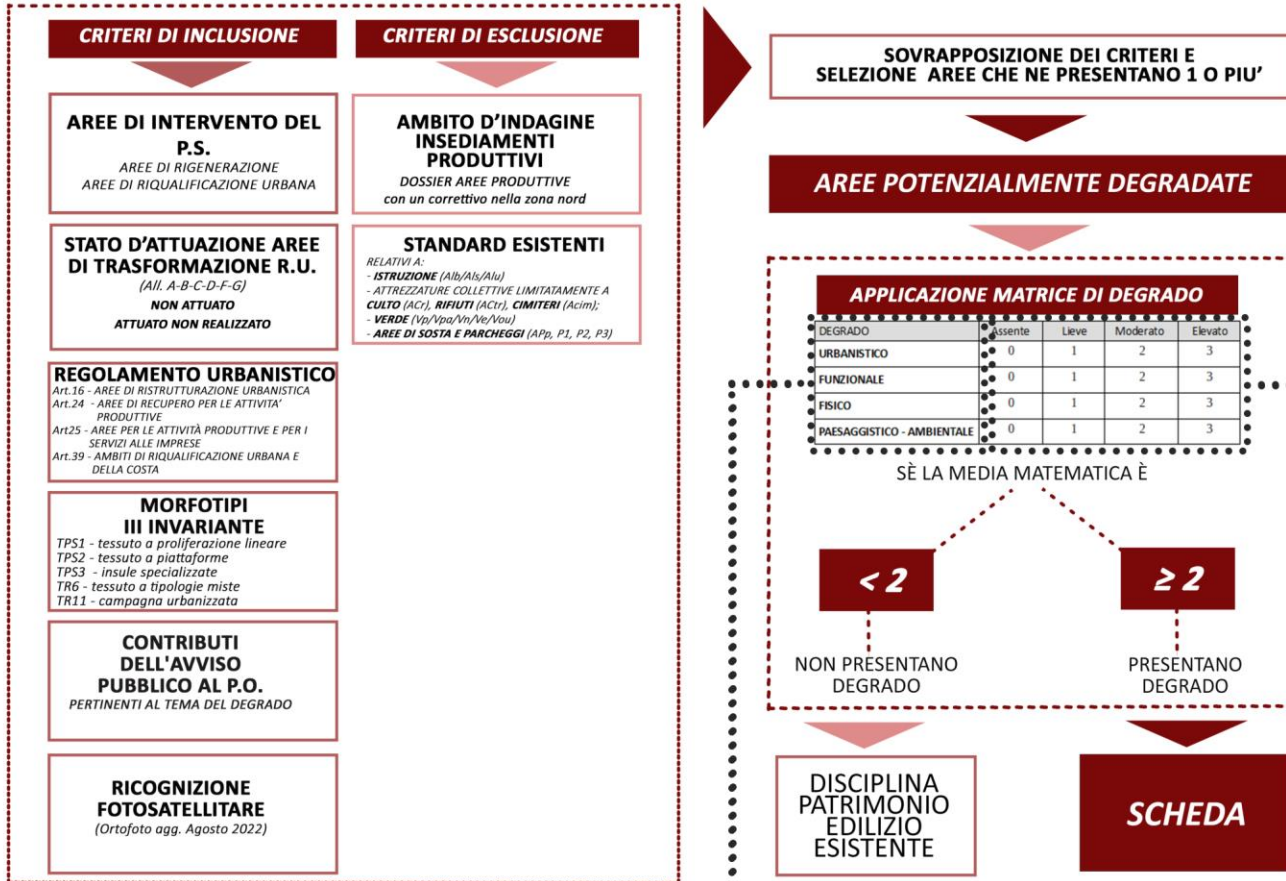 CRITERI DI INCLUSIONE
AREE DI INTERVENTO DEL
P.S.
AREE DI RIGENERAZIONE
AREE DI RIQUALIFICAZIONE URBANA
STATO D'ATTUAZIONE AREE
DI TRASFORMAZIONE R.U.
(All. A-B-C-D-F-G)
NON ATTUATO
ATTUATO NON REALIZZATO
REGOLAMENTO URBANISTICO
Art.16 - AREE DI RISTRUTTURAZIONE URBANISTICA
Art.24 - AREE DI RECUPERO PER LE ATTIVITA'
PRODUTTIVE
Art25 - AREE PER LE ATTIVITÀ PRODUTTIVE E PER I
SERVIZI ALLE IMPRESE
Art.39 - AMBITI DI RIQUALIFICAZIONE URBANA E
DELLA COSTA
MORFOTIPI
III INVARIANTE
TPS1 - tessuto a proliferazione lineare
TPS2 - tessuto a piattaforme
TPS3 - insule specializzate
TR6 - tessuto a tipologie miste
TR11 - campagna urbanizzata
CONTRIBUTI
DELL'AVVISO
PUBBLICO AL P.O.
PERTINENTI AL TEMA DEL DEGRADO
RICOGNIZIONE
FOTOSATELLITARE
(Ortofoto agg. Agosto 2022)
CRITERI DI ESCLUSIONE
AMBITO D'INDAGINE
INSEDIAMENTI
PRODUTTIVI
DOSSIER AREE PRODUTTIVE
con un correttivo nella zona nord
STANDARD ESISTENTI
RELATIVI A:
- ISTRUZIONE (Alb/Als/Alu)
- ATTREZZATURE COLLETTIVE LIMITATAMENTE A
CULTO (ACr), RIFIUTI (ACtr), CIMITERI (Acim);
- VERDE (Vp/Vpa/Vn/Ve/Vou)
- AREE DI SOSTA E PARCHEGGI (APp, P1, P2, P3)
SOVRAPPOSIZIONE DEI CRITERI E
SELEZIONE AREE CHE NE PRESENTANO 1 O PIU'
AREE POTENZIALMENTE DEGRADATE
APPLICAZIONE MATRICE DI DEGRADO
DEGRADO Assente Lieve Moderato Elevato
URBANISTICO 0 1 2 3
FUNZIONALE 0 1 2 3
FISICO 0 1 2 3
PAESAGGISTICO - AMBIENTALE 0 1 2 3
SÈ LA MEDIA MATEMATICA È
< 2
NON PRESENTANO
DEGRADO
DISCIPLINA
PATRIMONIO
EDILIZIO
ESISTENTE
≥ 2
PRESENTANO
DEGRADO
SCHEDA